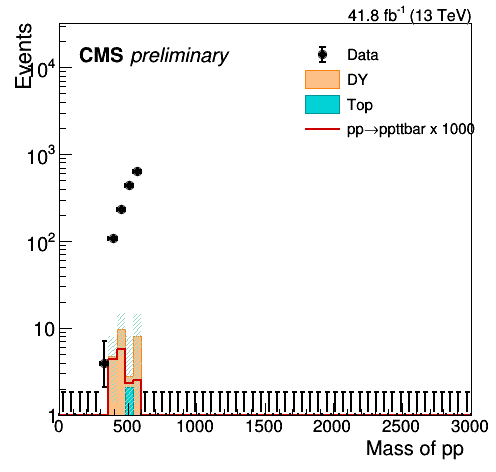 41.8 fb⁻¹ (13 TeV)
Events
CMS preliminary
Data
DY
Top
pp→ppttbar x 1000
10⁴
10³
10²
10
1
0 500 1000 1500 2000 2500 3000
Mass of pp